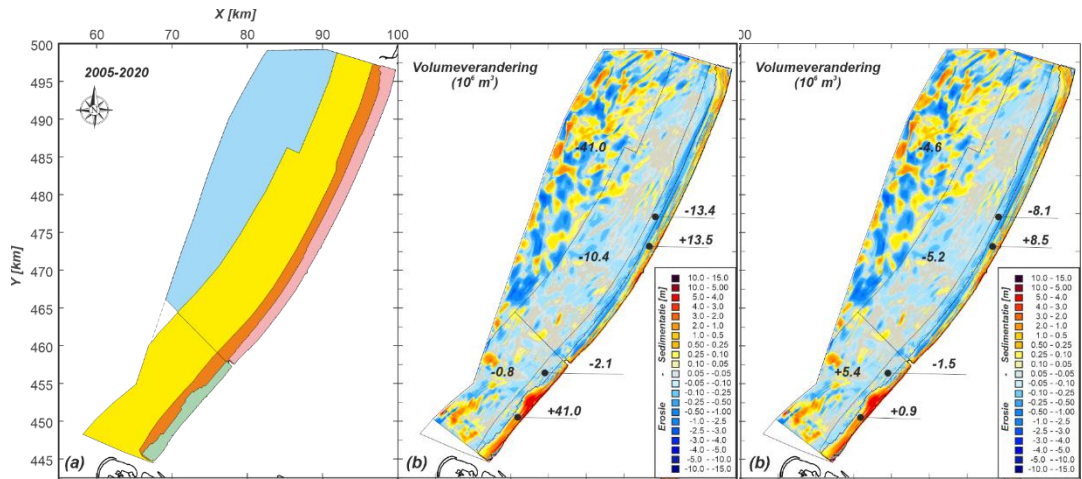 X [km]
60 70 80 90 100
00
500
495
490
485
480
475
470
465
460
455
450
445
Y [km]
2005-2020
N
(a)
Volumeverandering
(10⁶ m³)
-41.0
-13.4
+13.5
-10.4
-2.1
-0.8
+41.0
(b)
Erosie - Sedimentatie [m]
10.0 - 15.0
10.0 - 5.00
5.0 - 4.0
4.0 - 3.0
3.0 - 2.0
2.0 - 1.0
1.0 - 0.5
0.50 - 0.25
0.25 - 0.10
0.10 - 0.05
0.05 - -0.05
-0.05 - -0.10
-0.10 - -0.25
-0.25 - -0.50
-0.50 - -1.00
-1.0 - -2.5
-2.5 - -3.0
-3.0 - -4.0
-4.0 - -5.0
-5.0 - -10.0
-10.0 - -15.0
Volumeverandering
(10⁶ m³)
-4.6
-8.1
+8.5
-5.2
-1.5
+5.4
+0.9
(b)
Erosie - Sedimentatie [m]
10.0 - 15.0
10.0 - 5.00
5.0 - 4.0
4.0 - 3.0
3.0 - 2.0
2.0 - 1.0
1.0 - 0.5
0.50 - 0.25
0.25 - 0.10
0.10 - 0.05
0.05 - -0.05
-0.05 - -0.10
-0.10 - -0.25
-0.25 - -0.50
-0.50 - -1.00
-1.0 - -2.5
-2.5 - -3.0
-3.0 - -4.0
-4.0 - -5.0
-5.0 - -10.0
-10.0 - -15.0